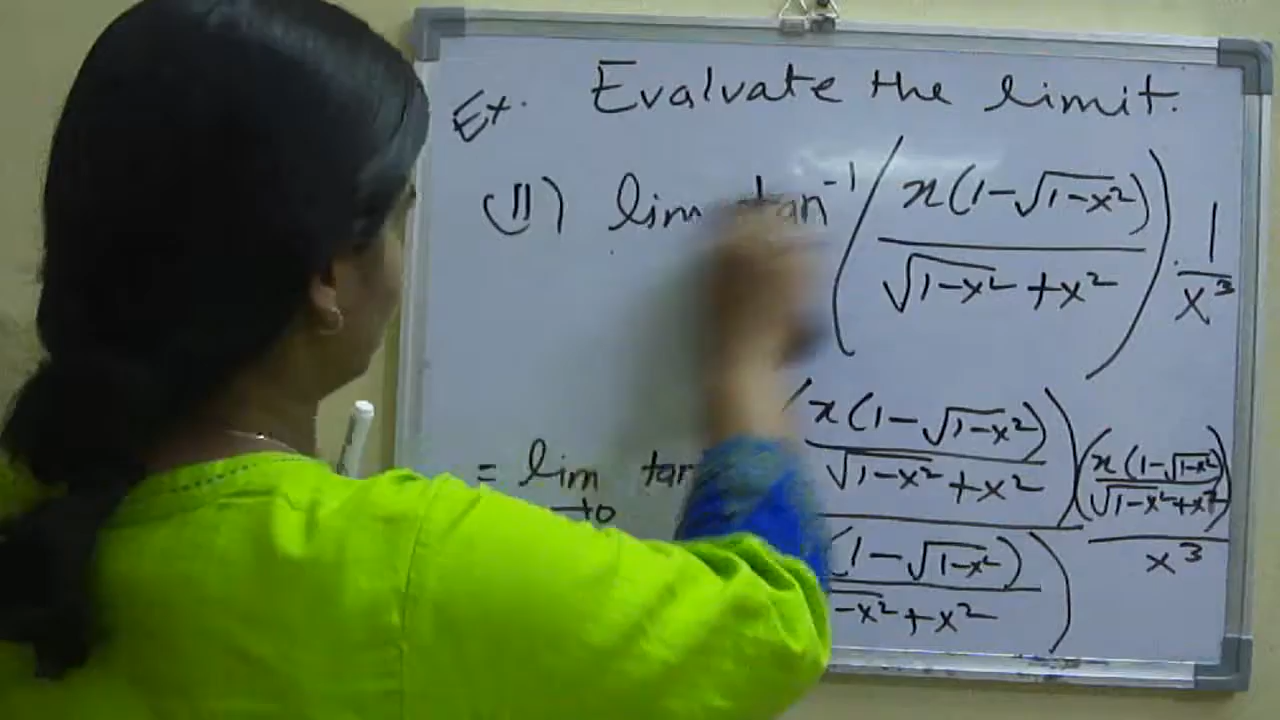 Ex. Evaluate the limit.
(II) lim tan⁻¹ ( x(1-√1-x²) / √1-x² + x² ) . 1/x³
= lim →0 ( x(1-√1-x²) / √1-x² + x² ) ( x(1-√1-x²) / √1-x² + x² ) / x³
(1-√1-x²) / -x² + x² )